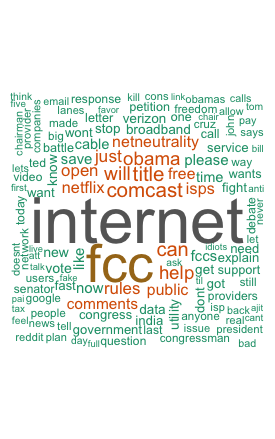 think email response kill cons link obamas calls
five lanes favor petition freedom allow tom
chairman provider companies made letter verizon one chair john pay
big wont stop broadband cruz call says
battle cable netneutrality service bill
lets ted know save just obama please way
video open will title free time wants
first want netflix comcast isps fight anti
internet
today network doesnt debate never
live new like fcc can fccs let
att idiots need
talk vote ask get explain
users fake help support
senator fast now rules public dont got still
pai google comments utility til providers
tax people congress data isp back ajit
feel news tell india anyone real cant
government last issue president
reddit plan day full question congressman bad